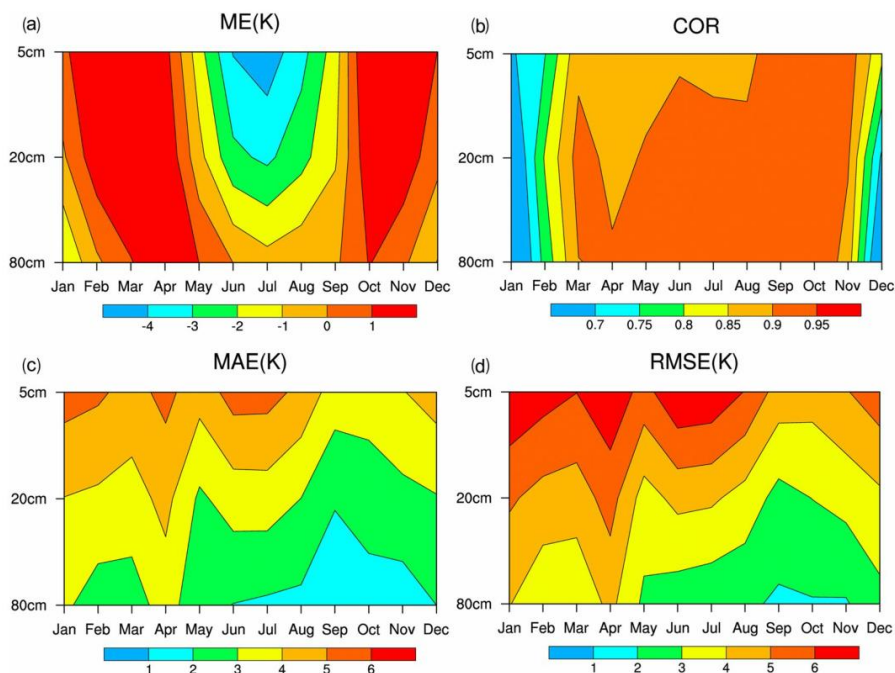 (a) ME(K)
5cm
20cm
80cm
Jan Feb Mar Apr May Jun Jul Aug Sep Oct Nov Dec
-4 -3 -2 -1 0 1
(b) COR
5cm
20cm
80cm
Jan Feb Mar Apr May Jun Jul Aug Sep Oct Nov Dec
0.7 0.75 0.8 0.85 0.9 0.95
(c) MAE(K)
5cm
20cm
80cm
Jan Feb Mar Apr May Jun Jul Aug Sep Oct Nov Dec
1 2 3 4 5 6
(d) RMSE(K)
5cm
20cm
80cm
Jan Feb Mar Apr May Jun Jul Aug Sep Oct Nov Dec
1 2 3 4 5 6